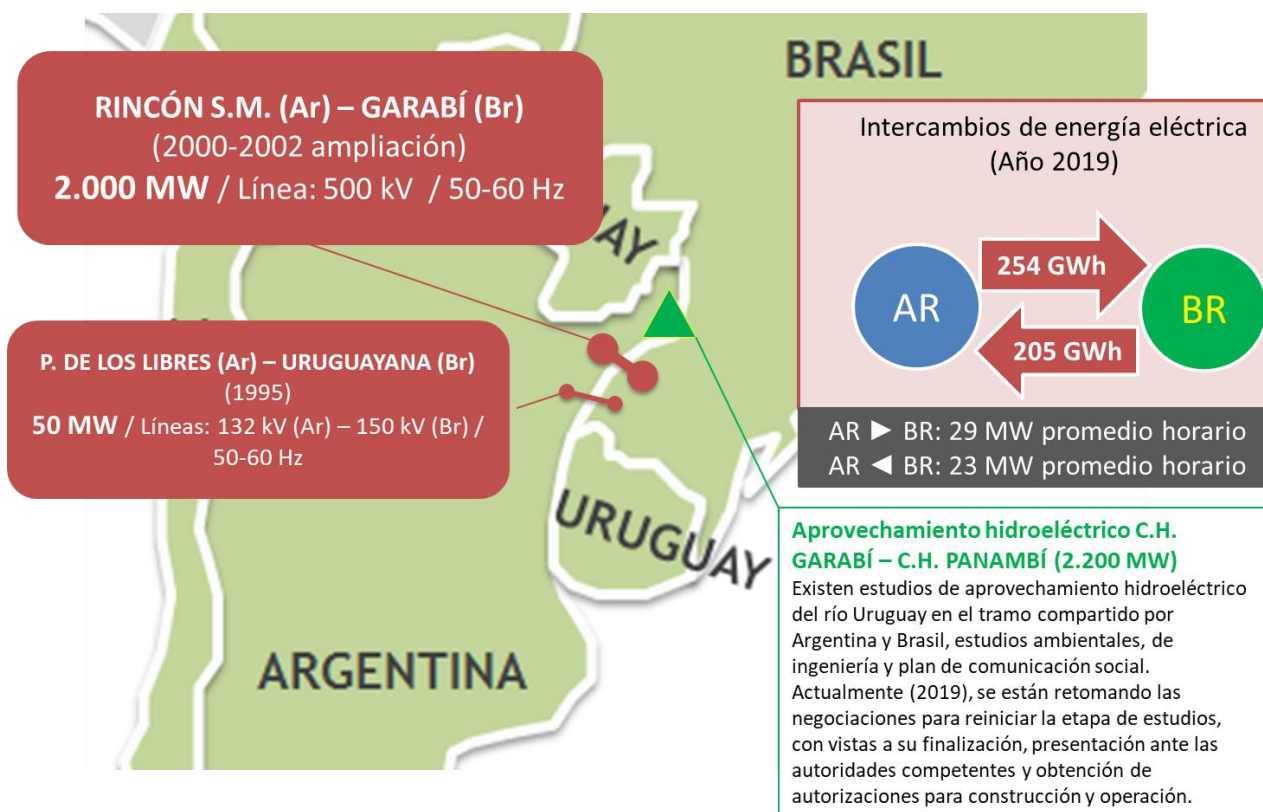 BRASIL
RINCÓN S.M. (Ar) – GARABÍ (Br)
(2000-2002 ampliación)
2.000 MW / Línea: 500 kV / 50-60 Hz
Intercambios de energía eléctrica
(Año 2019)
254 GWh
AR
BR
205 GWh
AR ► BR: 29 MW promedio horario
AR ◄ BR: 23 MW promedio horario
P. DE LOS LIBRES (Ar) – URUGUAYANA (Br)
(1995)
50 MW / Líneas: 132 kV (Ar) – 150 kV (Br) /
50-60 Hz
UAY
URUGUAY
ARGENTINA
Aprovechamiento hidroeléctrico C.H.
GARABÍ – C.H. PANAMBÍ (2.200 MW)
Existen estudios de aprovechamiento hidroeléctrico
del río Uruguay en el tramo compartido por
Argentina y Brasil, estudios ambientales, de
ingeniería y plan de comunicación social.
Actualmente (2019), se están retomando las
negociaciones para reiniciar la etapa de estudios,
con vistas a su finalización, presentación ante las
autoridades competentes y obtención de
autorizaciones para construcción y operación.